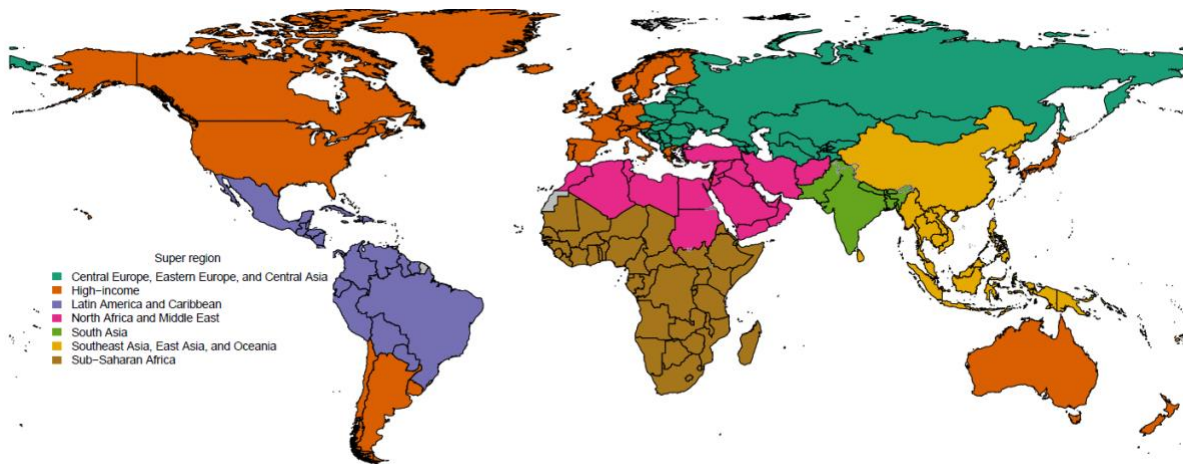 Super region
Central Europe, Eastern Europe, and Central Asia
High−income
Latin America and Caribbean
North Africa and Middle East
South Asia
Southeast Asia, East Asia, and Oceania
Sub−Saharan Africa